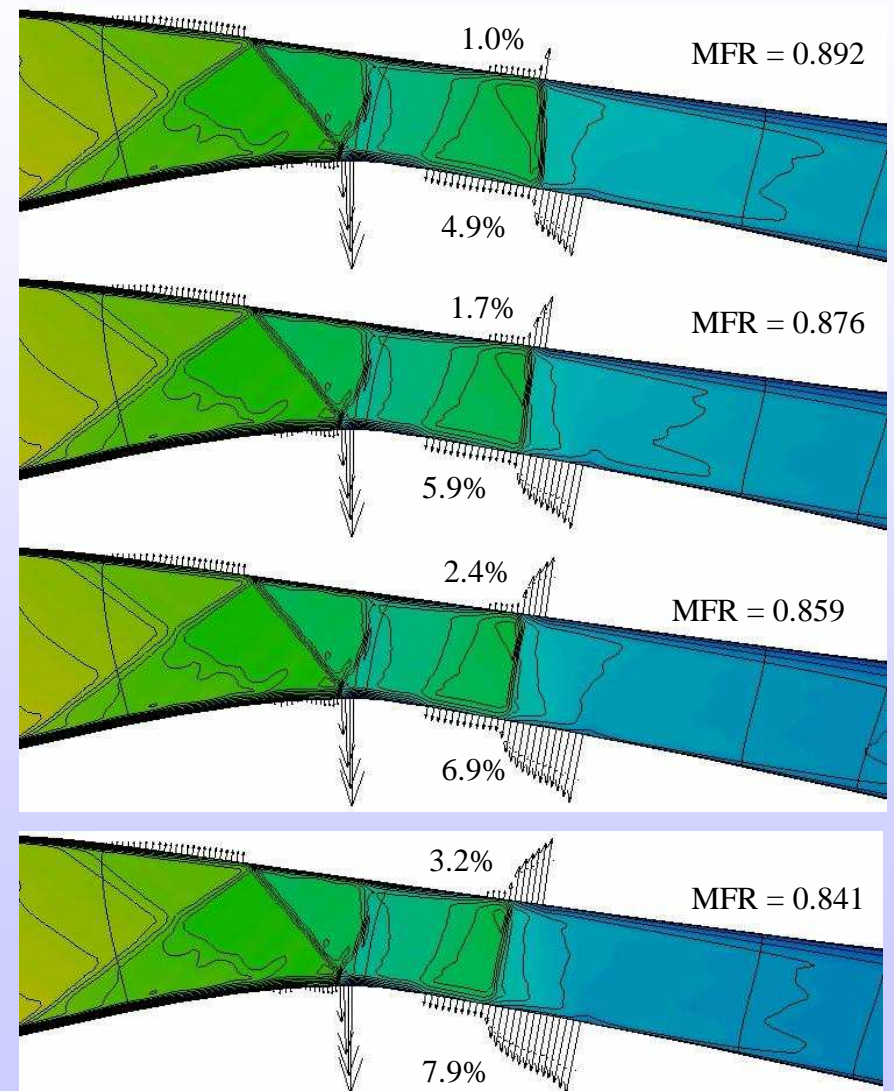 1.0%
MFR = 0.892
4.9%
1.7%
MFR = 0.876
5.9%
2.4%
MFR = 0.859
6.9%
3.2%
MFR = 0.841
7.9%